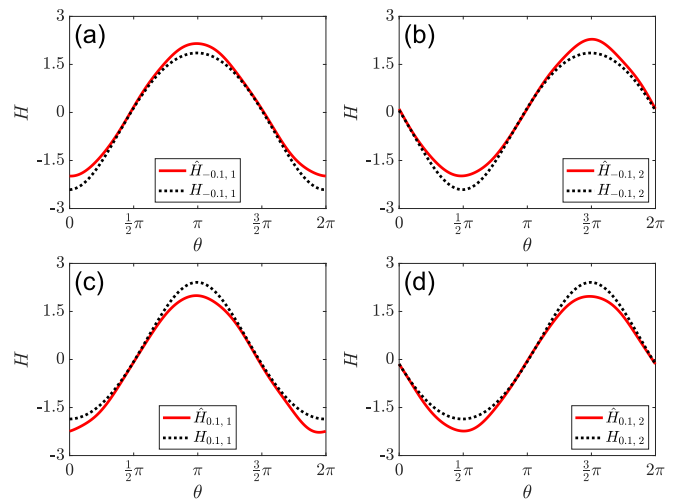 (a)
3
1.5
0
-1.5
-3
H
Ĥ₋₀.₁, ₁
H₋₀.₁, ₁
0 ½π π 3/2π 2π
θ
(b)
3
1.5
0
-1.5
-3
H
Ĥ₋₀.₁, ₂
H₋₀.₁, ₂
0 ½π π 3/2π 2π
θ
(c)
3
1.5
0
-1.5
-3
H
Ĥ₀.₁, ₁
H₀.₁, ₁
0 ½π π 3/2π 2π
θ
(d)
3
1.5
0
-1.5
-3
H
Ĥ₀.₁, ₂
H₀.₁, ₂
0 ½π π 3/2π 2π
θ